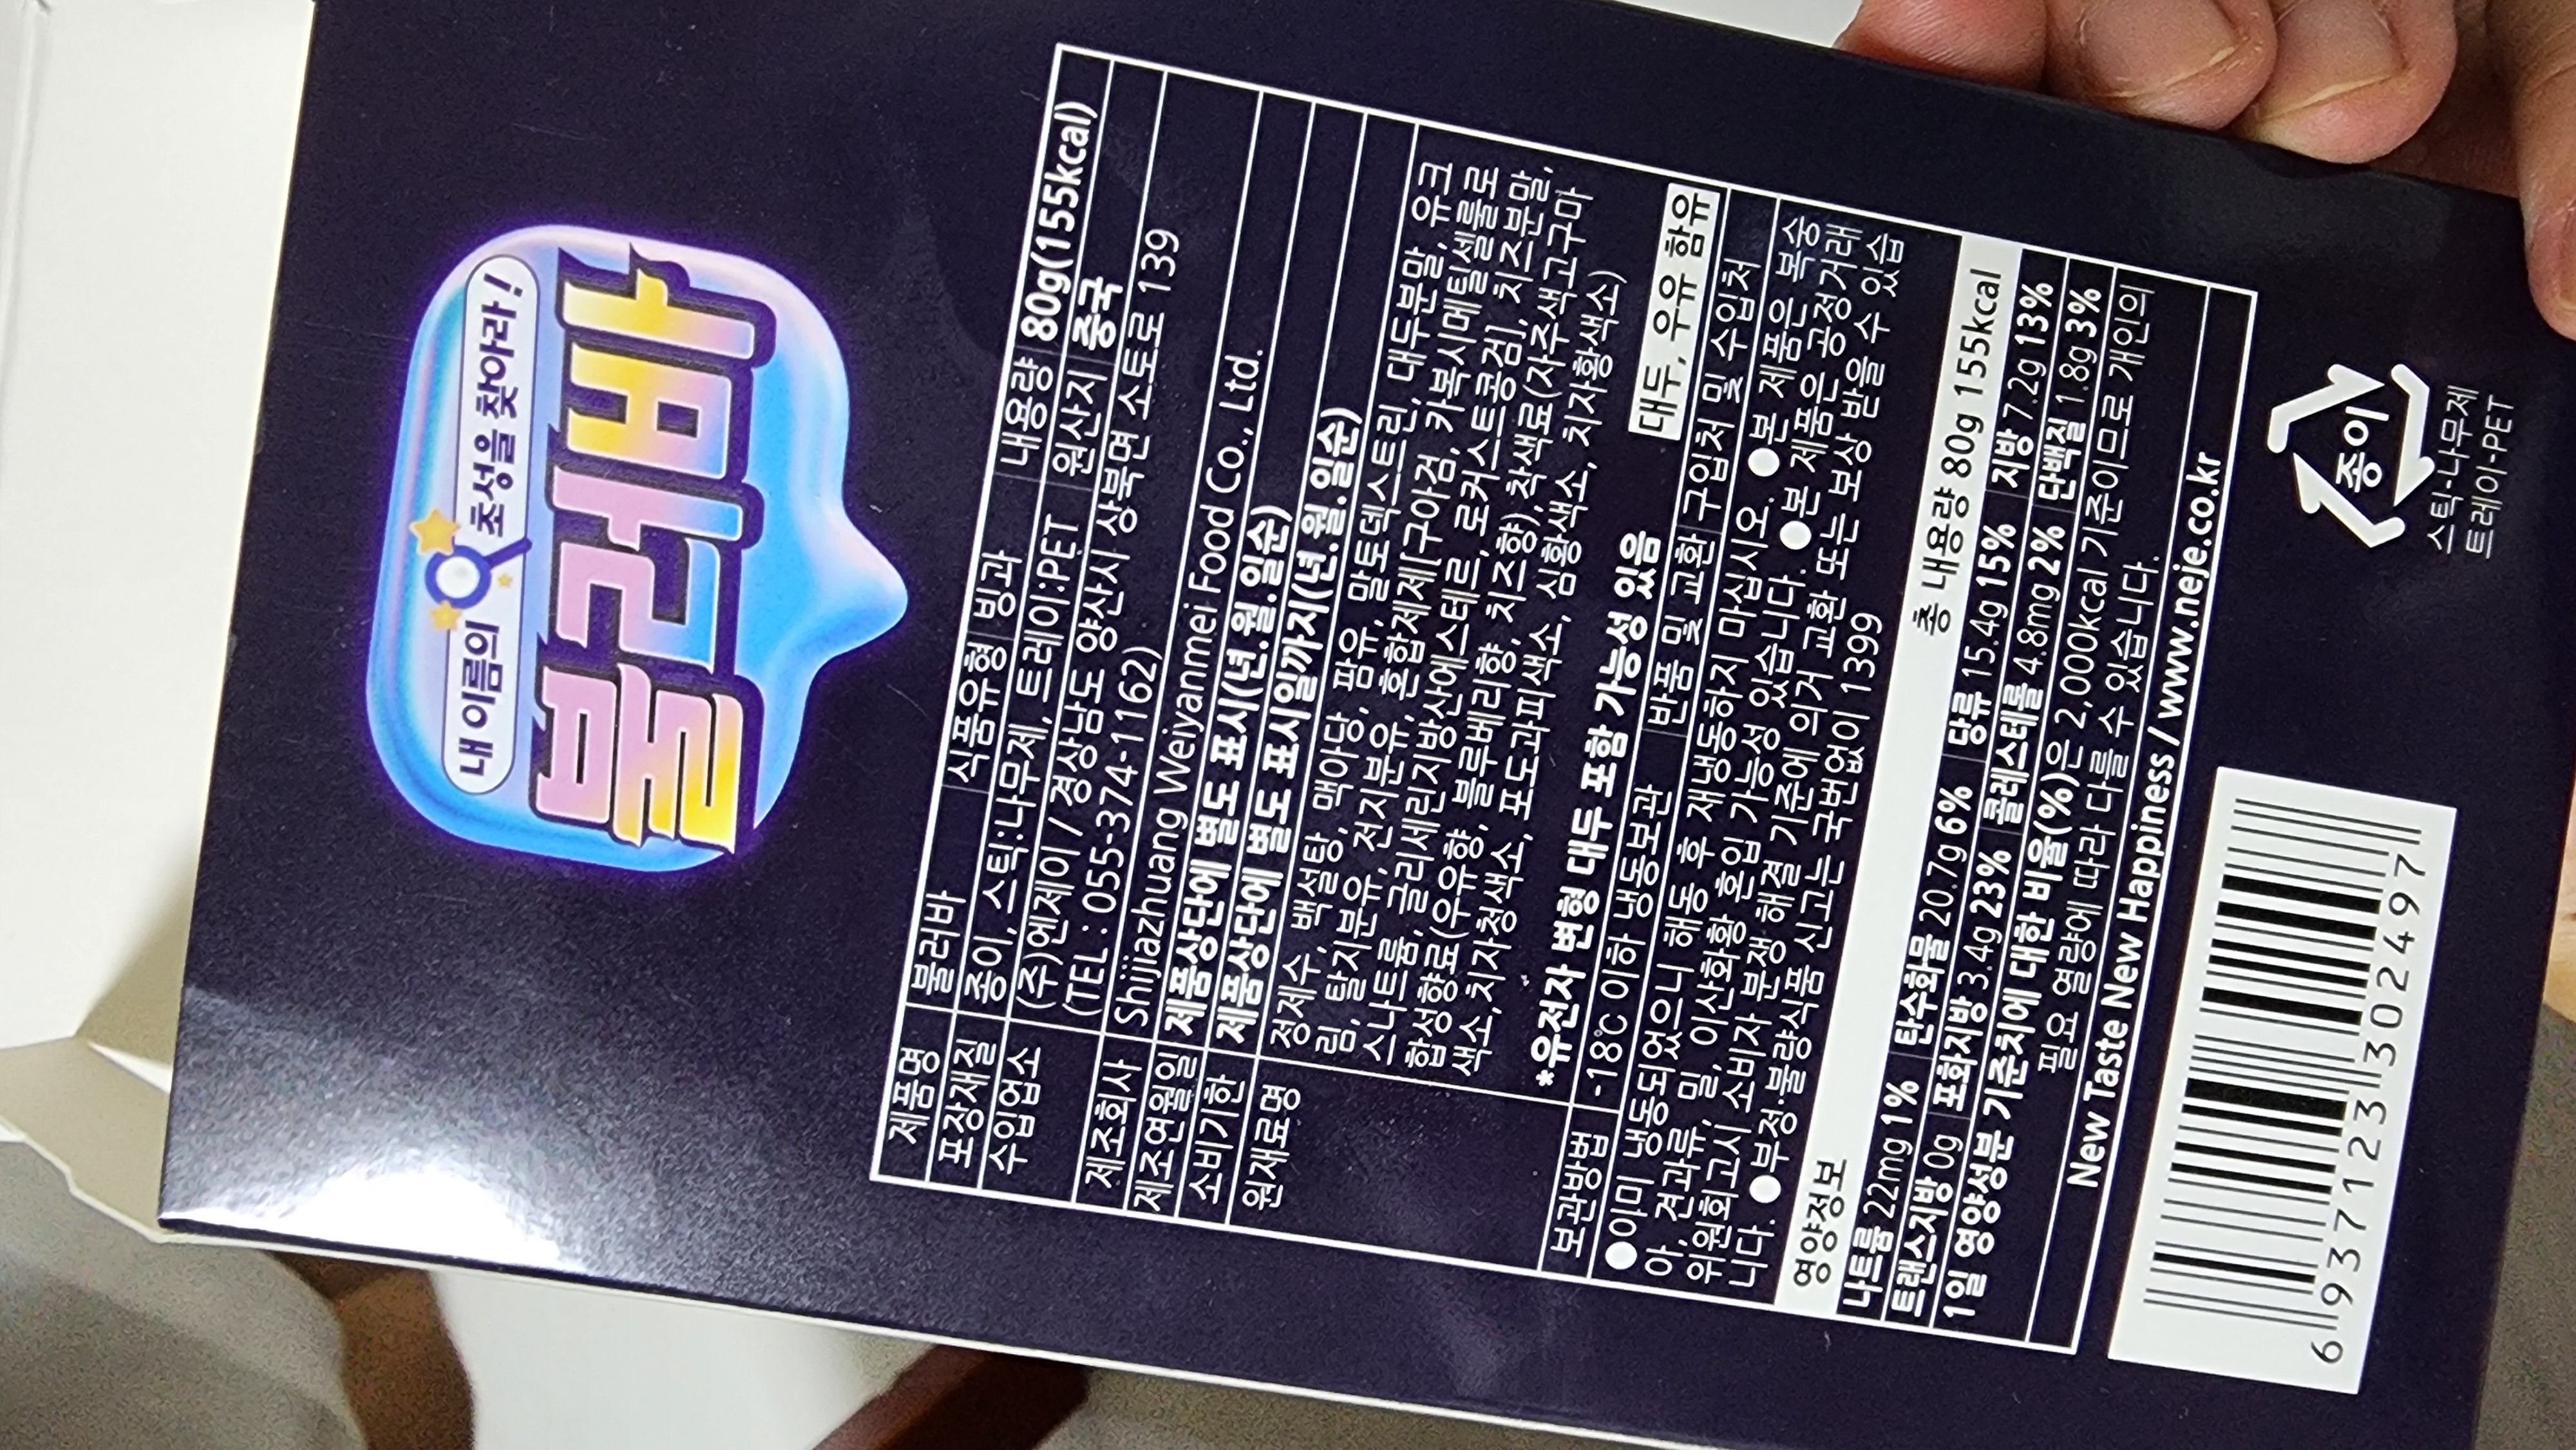 내 이름의 초성을 찾아라!
불러바
제품명 불러바 식품유형 빙과 내용량 80g(155kcal)
포장재질 종이, 스틱:나무제, 트레이:PET 원산지 중국
수입업소 (주)엔제이 / 경상남도 양산시 상북면 소토로 139
(TEL : 055-374-1162)
제조회사 Shijiazhuang Weiyanmei Food Co., Ltd.
제조연월일 제품상단에 별도 표시(년.월.일순)
소비기한 제품상단에 별도 표시일까지(년.월.일순)
원재료명 정제수, 백설탕, 맥아당, 팜유, 말토덱스트린, 대두분말, 유크
림, 탈지분유, 전지분유, 혼합제제[구아검, 카복시메틸셀룰로
스나트륨, 글리세린지방산에스테르, 로커스트콩검], 치즈분말,
합성향료(우유향, 블루베리향, 치즈향),착색료(자주색고구마
색소,치자청색소, 포도과피색소, 심황색소, 치자황색소)
대두, 우유 함유
*유전자 변형 대두 포함 가능성 있음
보관방법 -18℃ 이하 냉동보관 반품 및 교환 구입처 및 수입처
●이미 냉동되었으니 해동 후 재냉동하지 마십시오. ●본 제품은 복숭
아, 견과류, 밀, 이산화황 혼입 가능성 있습니다. ●본 제품은 공정거래
위원회고시 소비자 분쟁 해결 기준에 의거 교환 또는 보상 받을 수 있습
니다. ●부정·불량식품 신고는 국번없이 1399
영양정보 총 내용량 80g 155kcal
나트륨 22mg 1% 탄수화물 20.7g 6% 당류 15.4g 15% 지방 7.2g 13%
트랜스지방 0g 포화지방 3.4g 23% 콜레스테롤 4.8mg 2% 단백질 1.8g 3%
1일 영양성분 기준치에 대한 비율(%)은 2,000kcal 기준이므로 개인의
필요 열량에 따라 다를 수 있습니다.
New Taste New Happiness / www.neje.co.kr
6 937123 302497
종이
스틱-나무제
트레이-PET